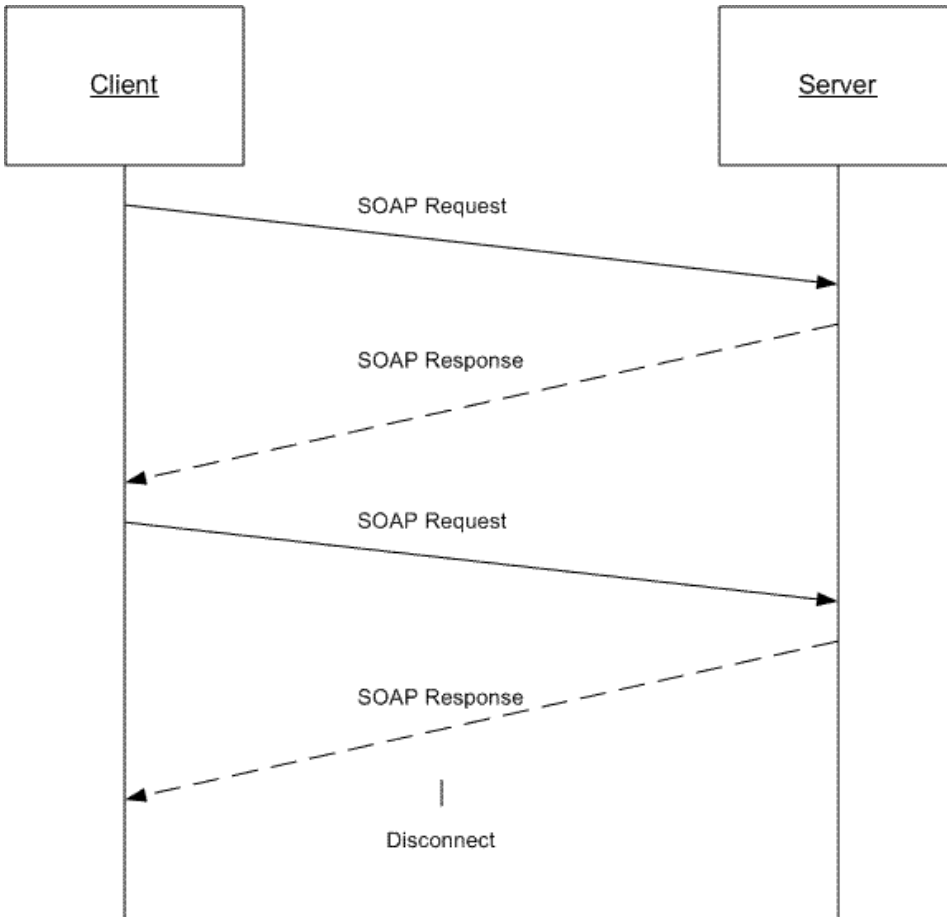 Client
Server
SOAP Request
SOAP Response
SOAP Request
SOAP Response
Disconnect